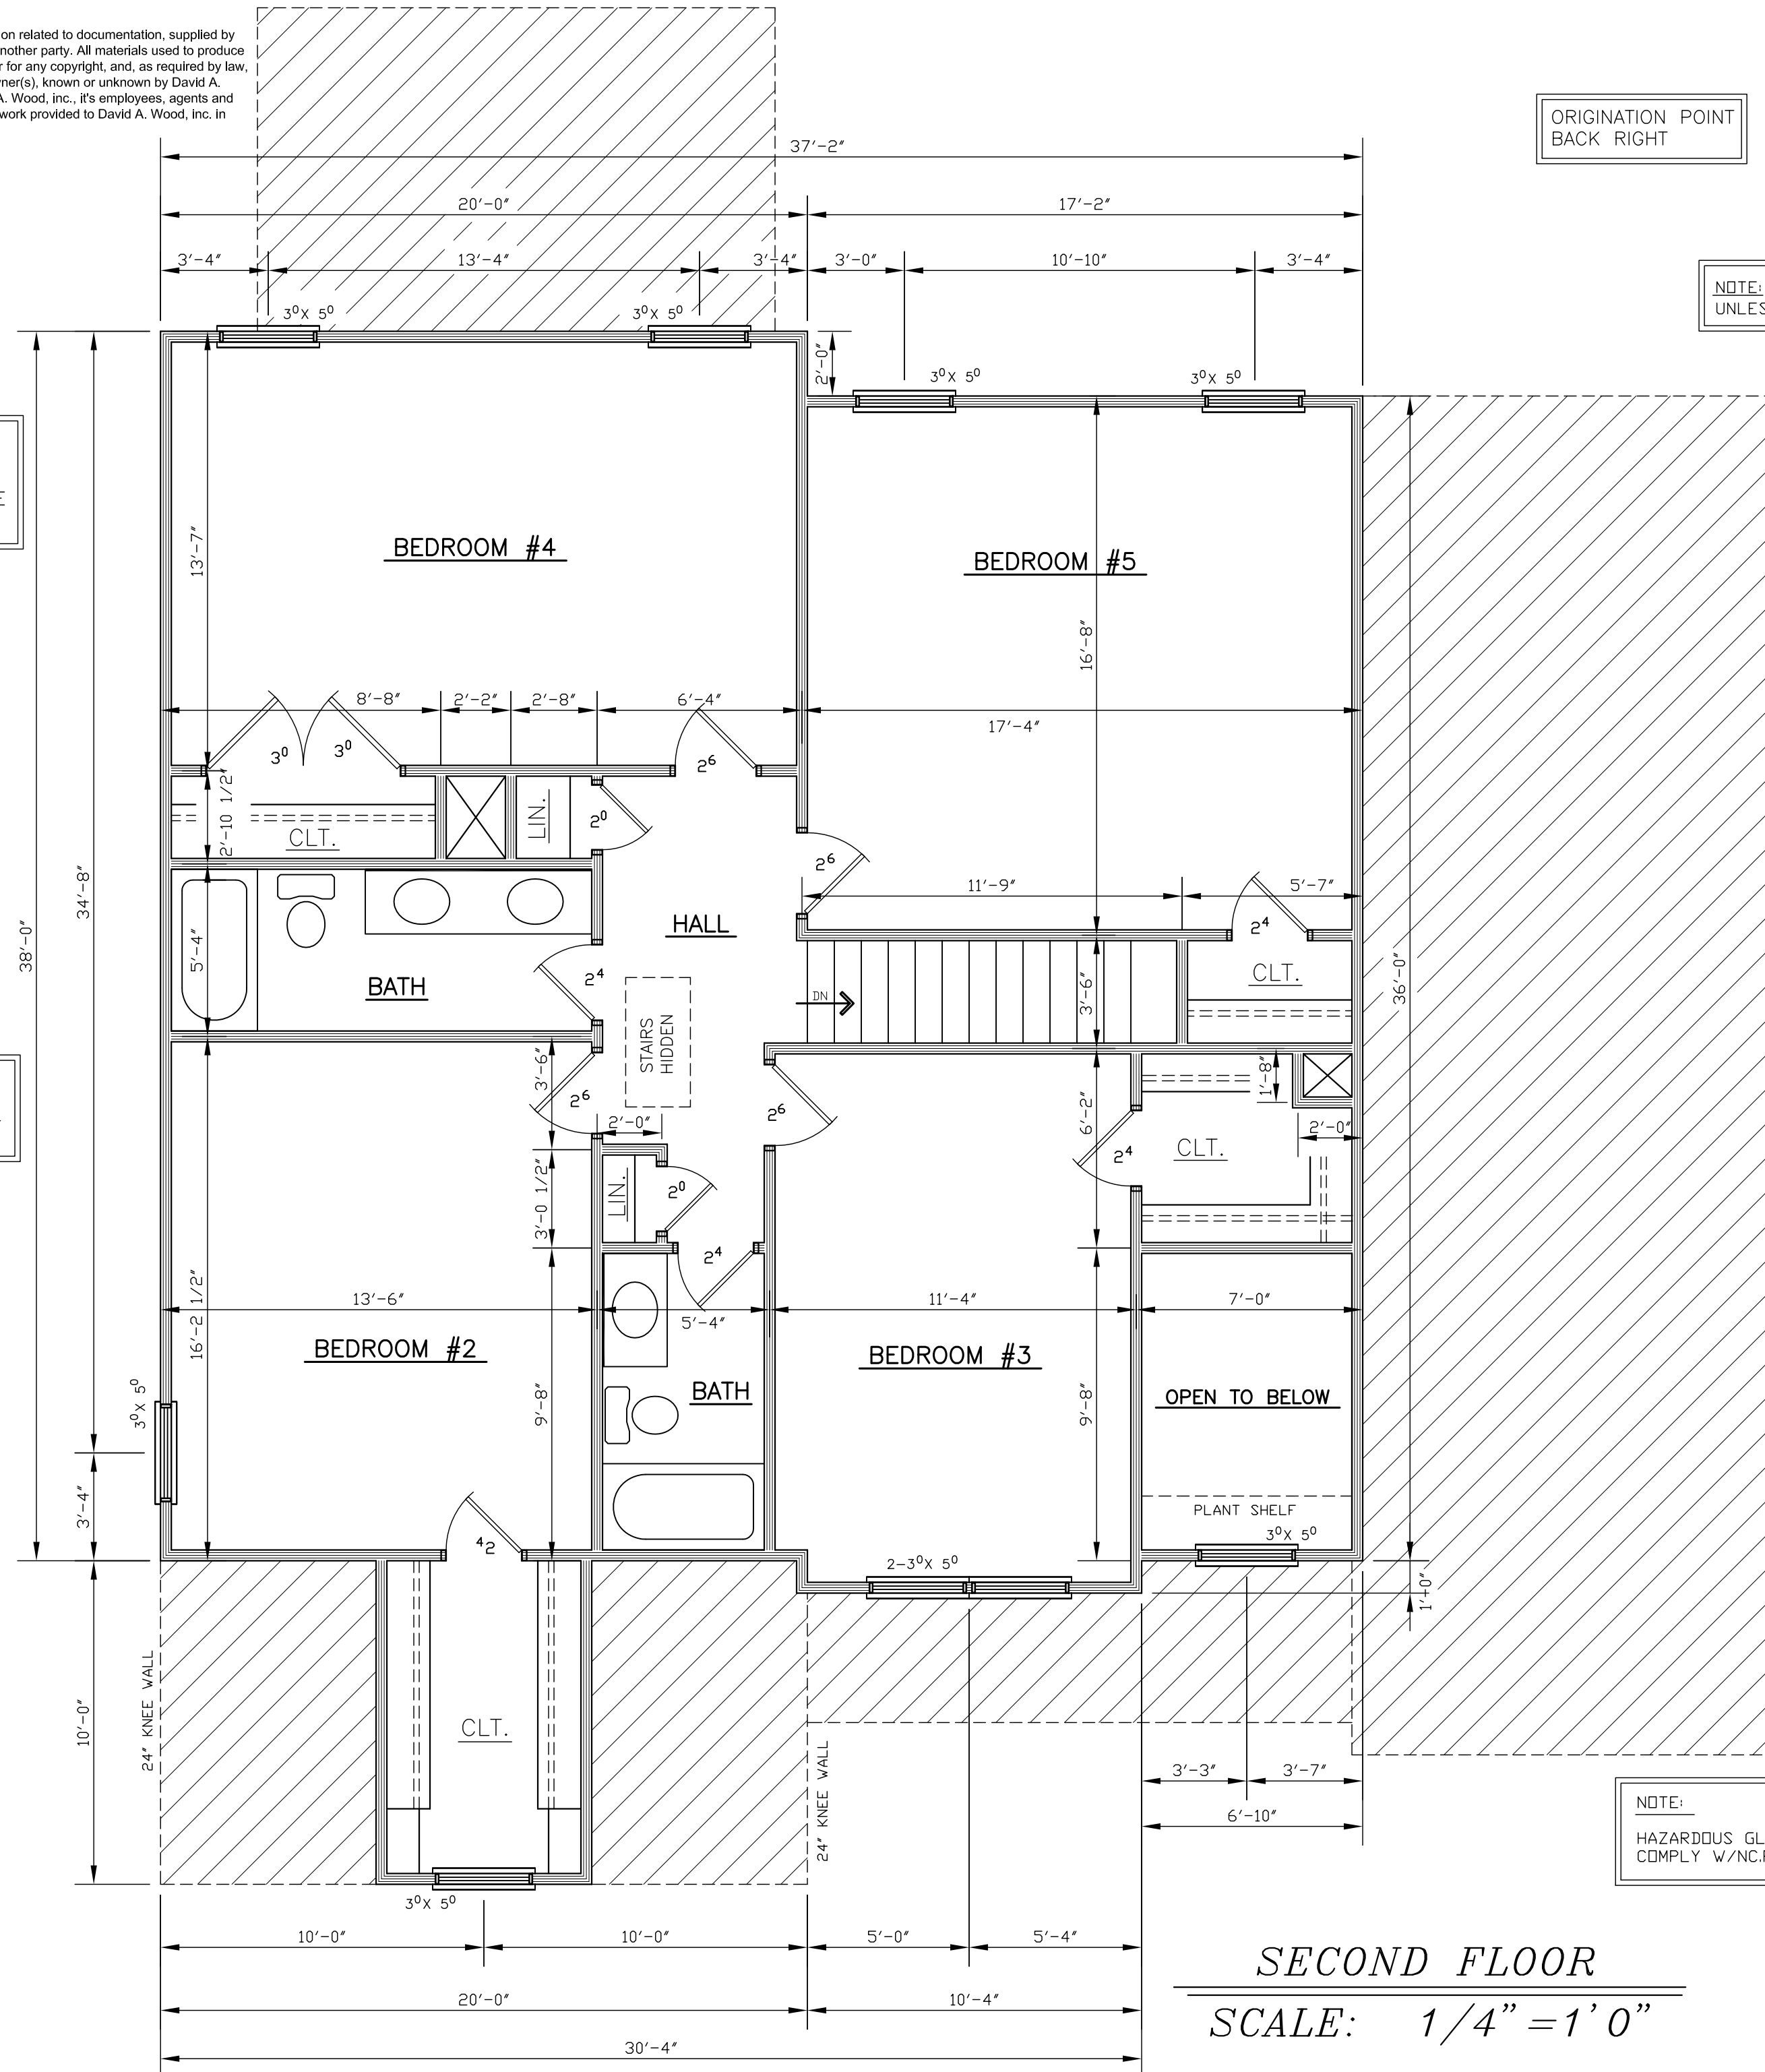 on related to documentation, supplied by
nother party. All materials used to produce
r for any copyright, and, as required by law,
ner(s), known or unknown by David A.
A. Wood, inc., it's employees, agents and
work provided to David A. Wood, inc. in
ORIGINATION POINT
BACK RIGHT
37'-2"
20'-0"
17'-2"
3'-4"
13'-4"
3'-4"
3'-0"
10'-10"
3'-4"
NOTE:
UNLES
3⁰X 5⁰
3⁰X 5⁰
2'-0"
3⁰X 5⁰
3⁰X 5⁰
13'-7"
BEDROOM #4
BEDROOM #5
16'-8"
8'-8"
2'-2"
2'-8"
6'-4"
17'-4"
3⁰
3⁰
2⁶
2'-10 1/2"
CLT.
LIN.
2⁰
2⁶
34'-8"
38'-0"
11'-9"
5'-7"
5'-4"
BATH
2⁴
HALL
2⁴
CLT.
36'-0"
DN
3'-6"
STAIRS
HIDDEN
3'-6"
2⁶
2'-0"
2⁶
6'-2"
1'-8"
2'-0"
2⁴
CLT.
3'-0 1/2"
LIN.
2⁰
2⁴
16'-2 1/2"
13'-6"
5'-4"
11'-4"
7'-0"
BEDROOM #2
BEDROOM #3
BATH
OPEN TO BELOW
9'-8"
9'-8"
3⁰X 5⁰
3'-4"
PLANT SHELF
3⁰X 5⁰
⁴2
2-3⁰X 5⁰
1'-0"
24" KNEE WALL
10'-0"
CLT.
24" KNEE WALL
3'-3"
3'-7"
6'-10"
NOTE:
HAZARDOUS GL
COMPLY W/NC.
3⁰X 5⁰
10'-0"
10'-0"
5'-0"
5'-4"
20'-0"
10'-4"
30'-4"
SECOND FLOOR
SCALE: 1/4"=1'0"